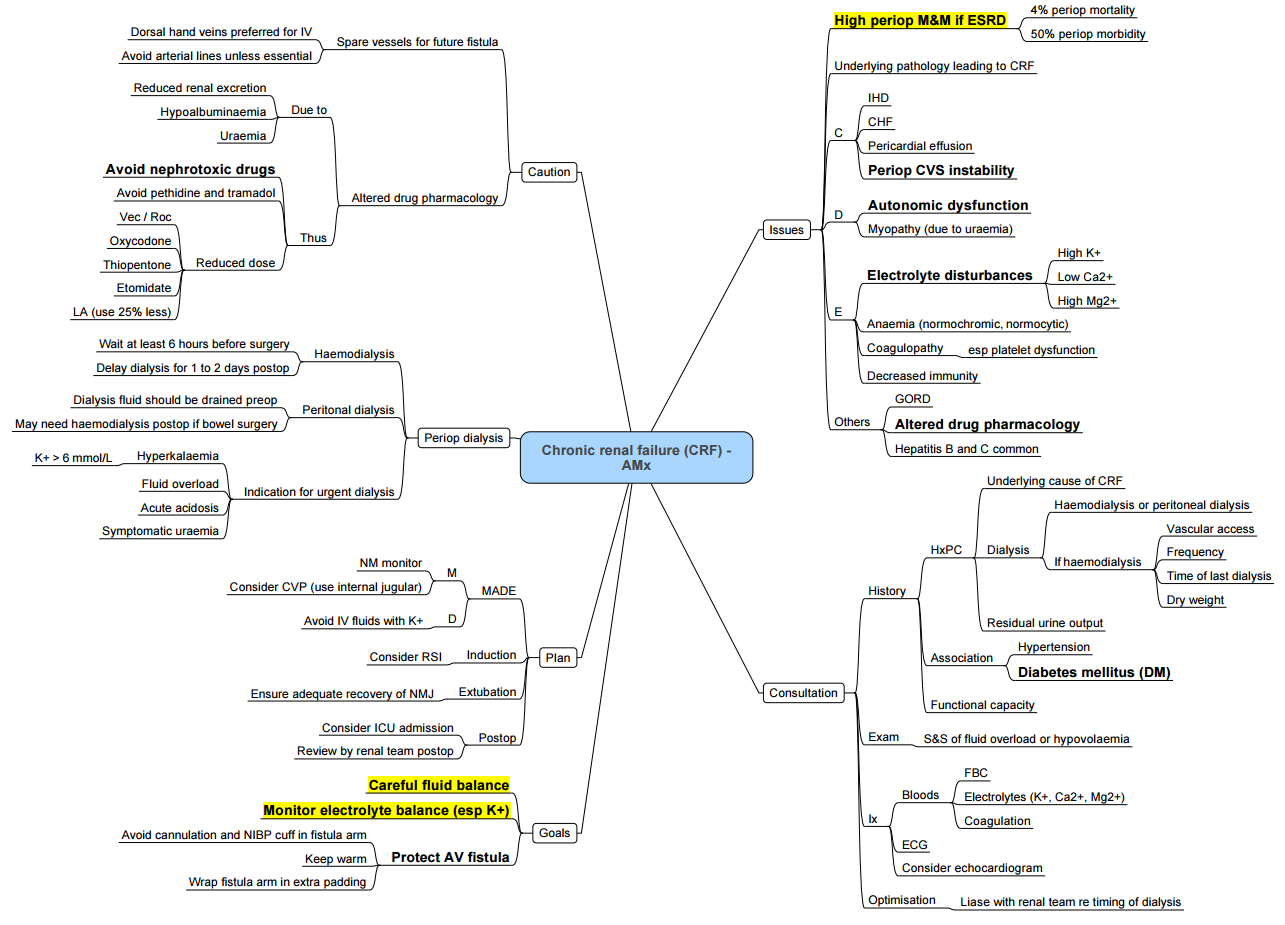 Chronic renal failure (CRF) -
AMx
Issues
High periop M&M if ESRD
4% periop mortality
50% periop morbidity
Underlying pathology leading to CRF
C
IHD
CHF
Pericardial effusion
Periop CVS instability
D
Autonomic dysfunction
Myopathy (due to uraemia)
E
Electrolyte disturbances
High K+
Low Ca2+
High Mg2+
Anaemia (normochromic, normocytic)
Coagulopathy
esp platelet dysfunction
Decreased immunity
Others
GORD
Altered drug pharmacology
Hepatitis B and C common
Consultation
History
HxPC
Underlying cause of CRF
Dialysis
Haemodialysis or peritoneal dialysis
If haemodialysis
Vascular access
Frequency
Time of last dialysis
Dry weight
Residual urine output
Association
Hypertension
Diabetes mellitus (DM)
Functional capacity
Exam
S&S of fluid overload or hypovolaemia
Ix
Bloods
FBC
Electrolytes (K+, Ca2+, Mg2+)
Coagulation
ECG
Consider echocardiogram
Optimisation
Liase with renal team re timing of dialysis
Caution
Spare vessels for future fistula
Dorsal hand veins preferred for IV
Avoid arterial lines unless essential
Altered drug pharmacology
Due to
Reduced renal excretion
Hypoalbuminaemia
Uraemia
Thus
Avoid nephrotoxic drugs
Avoid pethidine and tramadol
Reduced dose
Vec / Roc
Oxycodone
Thiopentone
Etomidate
LA (use 25% less)
Periop dialysis
Haemodialysis
Wait at least 6 hours before surgery
Delay dialysis for 1 to 2 days postop
Peritonal dialysis
Dialysis fluid should be drained preop
May need haemodialysis postop if bowel surgery
Indication for urgent dialysis
Hyperkalaemia
K+ > 6 mmol/L
Fluid overload
Acute acidosis
Symptomatic uraemia
Plan
MADE
M
NM monitor
Consider CVP (use internal jugular)
D
Avoid IV fluids with K+
Induction
Consider RSI
Extubation
Ensure adequate recovery of NMJ
Postop
Consider ICU admission
Review by renal team postop
Goals
Careful fluid balance
Monitor electrolyte balance (esp K+)
Protect AV fistula
Avoid cannulation and NIBP cuff in fistula arm
Keep warm
Wrap fistula arm in extra padding